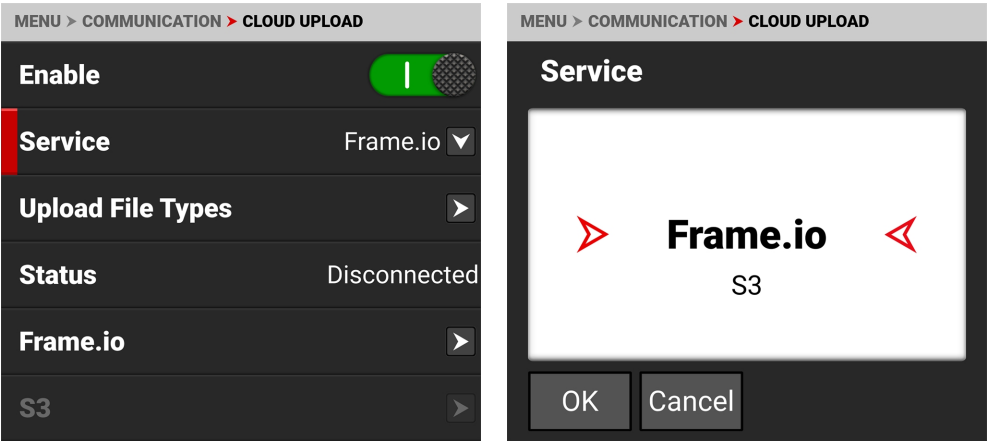 MENU > COMMUNICATION > CLOUD UPLOAD
Enable
Service Frame.io
Upload File Types
Status Disconnected
Frame.io
S3
MENU > COMMUNICATION > CLOUD UPLOAD
Service
Frame.io
S3
OK Cancel